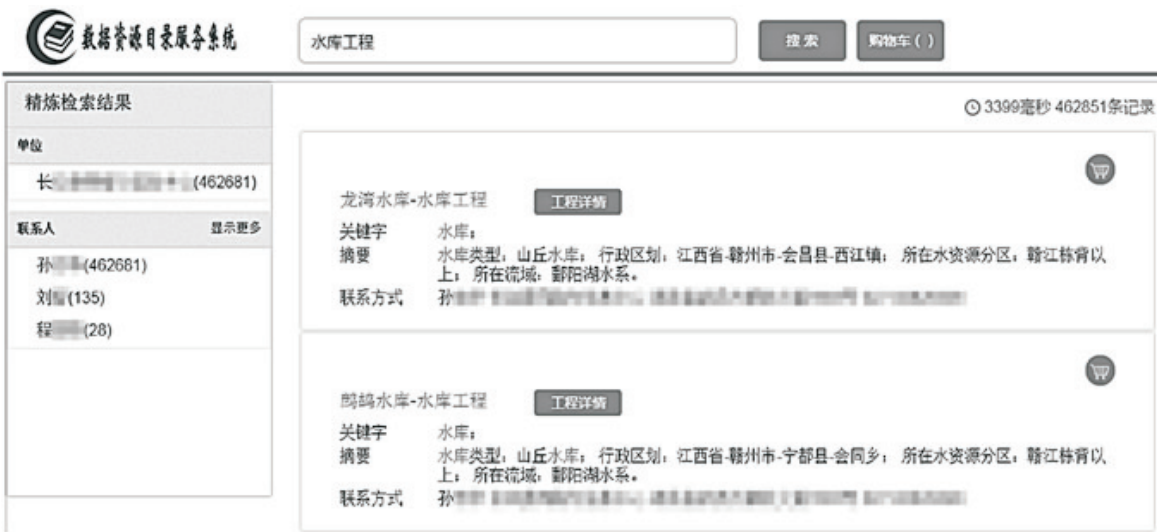 数据资源目录服务系统
水库工程
搜索
购物车( )
精炼检索结果
3399毫秒 462851条记录
单位
长 (462681)
联系人 显示更多
孙 (462681)
刘 (135)
程 (28)
龙湾水库-水库工程 工程详情
关键字 水库;
摘要 水库类型: 山丘水库; 行政区划: 江西省-赣州市-会昌县-西江镇; 所在水资源分区: 赣江栋背以
上; 所在流域: 鄱阳湖水系。
联系方式 孙
鹧鸪水库-水库工程 工程详情
关键字 水库;
摘要 水库类型: 山丘水库; 行政区划: 江西省-赣州市-宁都县-会同乡; 所在水资源分区: 赣江栋背以
上; 所在流域: 鄱阳湖水系。
联系方式 孙